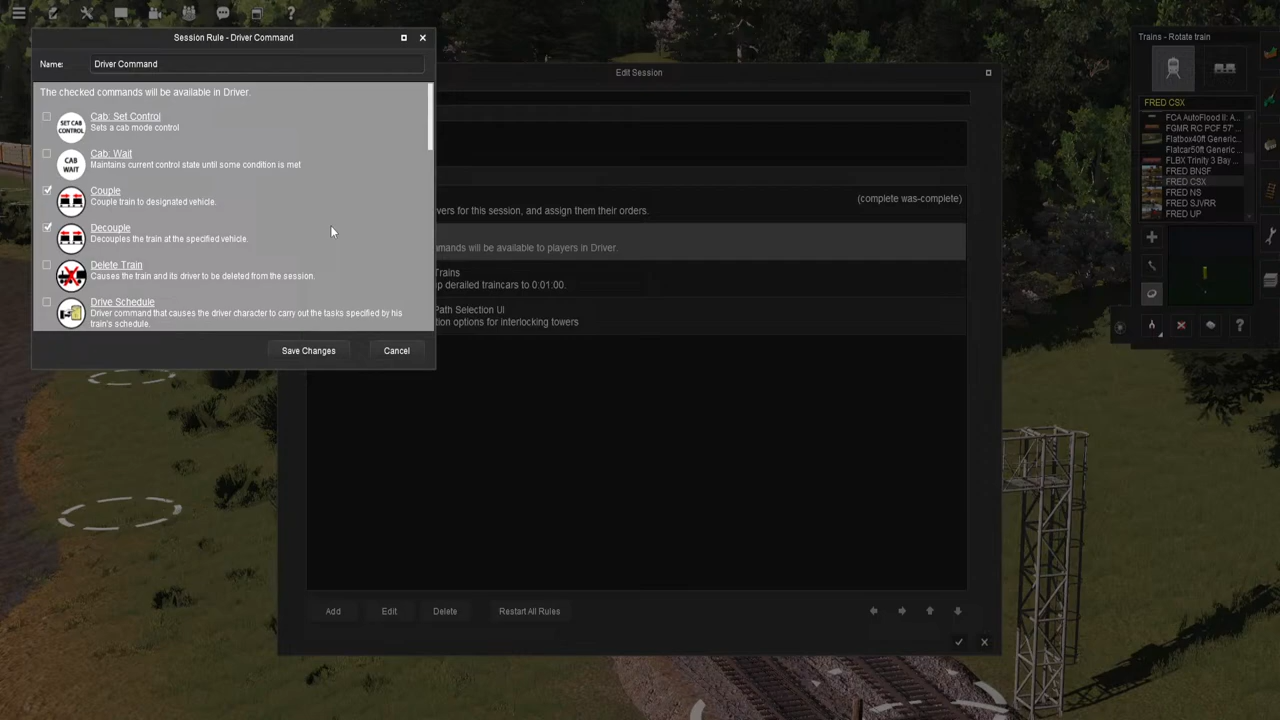 Session Rule - Driver Command
Name:
Driver Command
The checked commands will be available in Driver.
SET CAB
CONTROL
Cab: Set Control
Sets a cab mode control
CAB
WAIT
Cab: Wait
Maintains current control state until some condition is met
Couple
Couple train to designated vehicle.
Decouple
Decouples the train at the specified vehicle.
Delete Train
Causes the train and its driver to be deleted from the session.
Drive Schedule
Driver command that causes the driver character to carry out the tasks specified by his
train's schedule.
Save Changes
Cancel
Edit Session
(complete was-complete)
vers for this session, and assign them their orders.
mands will be available to players in Driver.
Trains
p derailed traincars to 0:01:00.
Path Selection UI
tion options for interlocking towers
Add
Edit
Delete
Restart All Rules
Trains - Rotate train
FRED CSX
FCA AutoFlood II: A...
FGMR RC PCF 57' ...
Flatbox40ft Generic...
Flatcar50ft Generic...
FLBX Trinity 3 Bay ...
FRED BNSF
FRED CSX
FRED NS
FRED SJVRR
FRED UP